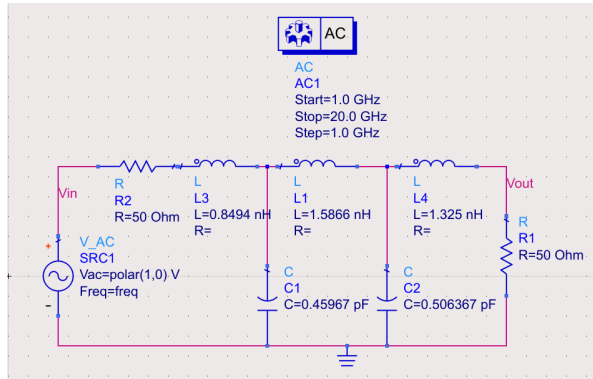 AC
AC
AC1
Start=1.0 GHz
Stop=20.0 GHz
Step=1.0 GHz
Vin
R
R2
R=50 Ohm
L
L3
L=0.8494 nH
R=
L
L1
L=1.5866 nH
R=
L
L4
L=1.325 nH
R=
Vout
R
R1
R=50 Ohm
+
V_AC
SRC1
Vac=polar(1,0) V
Freq=freq
-
C
C1
C=0.45967 pF
C
C2
C=0.506367 pF